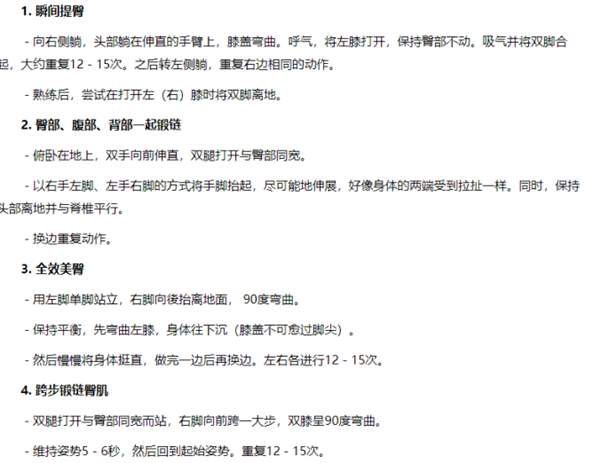 1. 瞬间提臀
- 向右侧躺，头部躺在伸直的手臂上，膝盖弯曲。呼气，将左膝打开，保持臀部不动。吸气并将双脚合
起，大约重复12 - 15次。之后转左侧躺，重复右边相同的动作。
- 熟练后，尝试在打开左（右）膝时将双脚离地。
2. 臀部、腹部、背部一起锻链
- 俯卧在地上，双手向前伸直，双腿打开与臀部同宽。
- 以右手左脚、左手右脚的方式将手脚抬起，尽可能地伸展，好像身体的两端受到拉扯一样。同时，保持
头部离地并与脊椎平行。
- 换边重复动作。
3. 全效美臀
- 用左脚单脚站立，右脚向後抬离地面， 90度弯曲。
- 保持平衡，先弯曲左膝，身体往下沉（膝盖不可愈过脚尖）。
- 然后慢慢将身体挺直，做完一边后再换边。左右各进行12 - 15次。
4. 跨步锻链臀肌
- 双腿打开与臀部同宽而站，右脚向前跨一大步，双膝呈90度弯曲。
- 维持姿势5 - 6秒，然后回到起始姿势。重复12 - 15次。